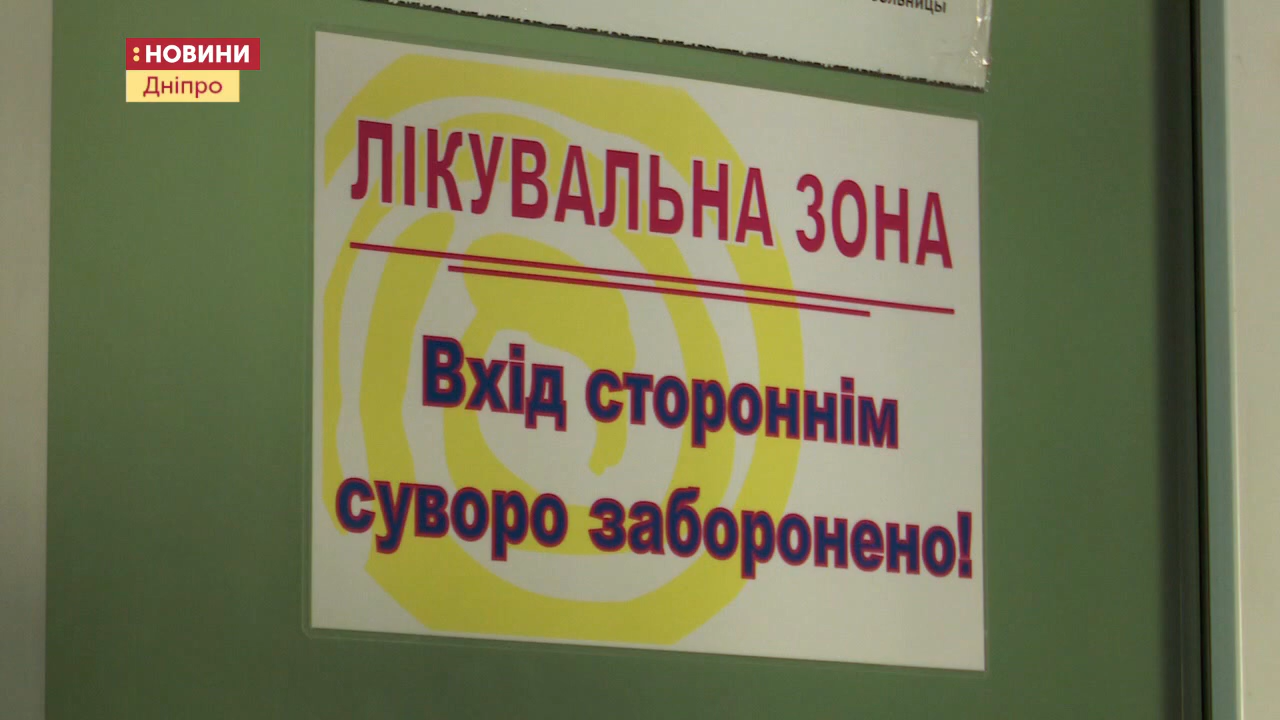 :НОВИНИ
Дніпро
ЛІКУВАЛЬНА ЗОНА
Вхід стороннім
суворо заборонено!